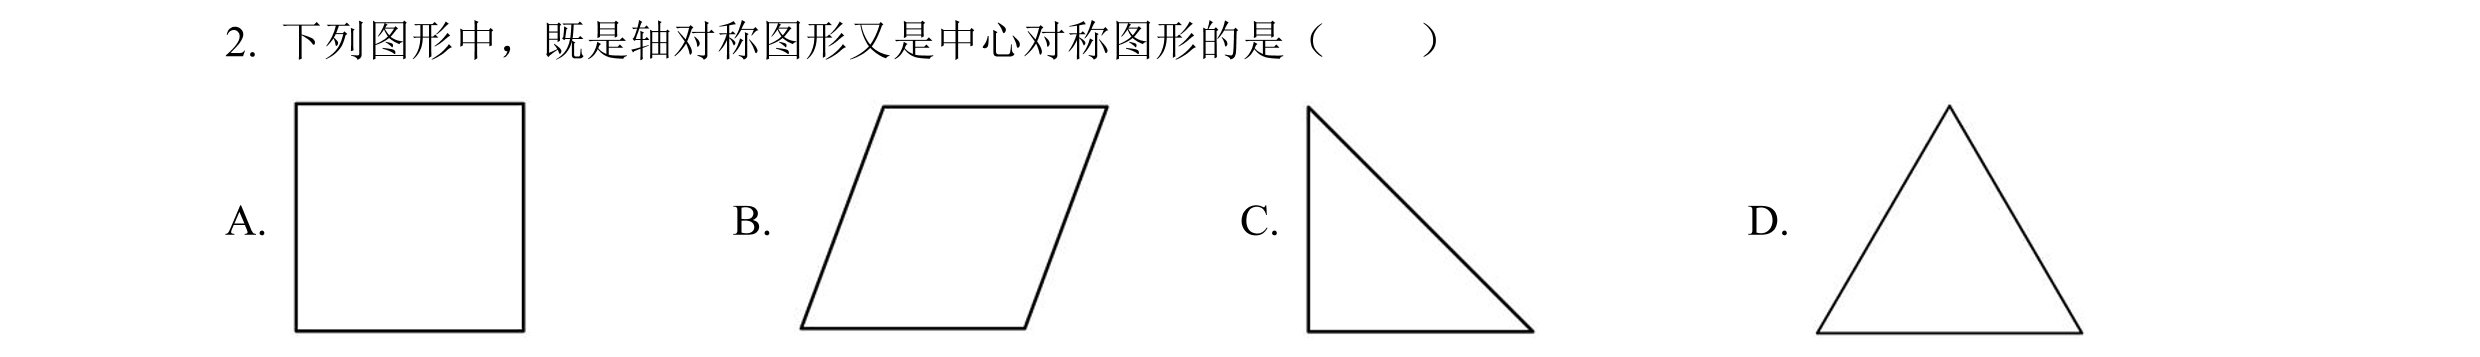 2. 下列图形中，既是轴对称图形又是中心对称图形的是（　　）
A. B. C. D.